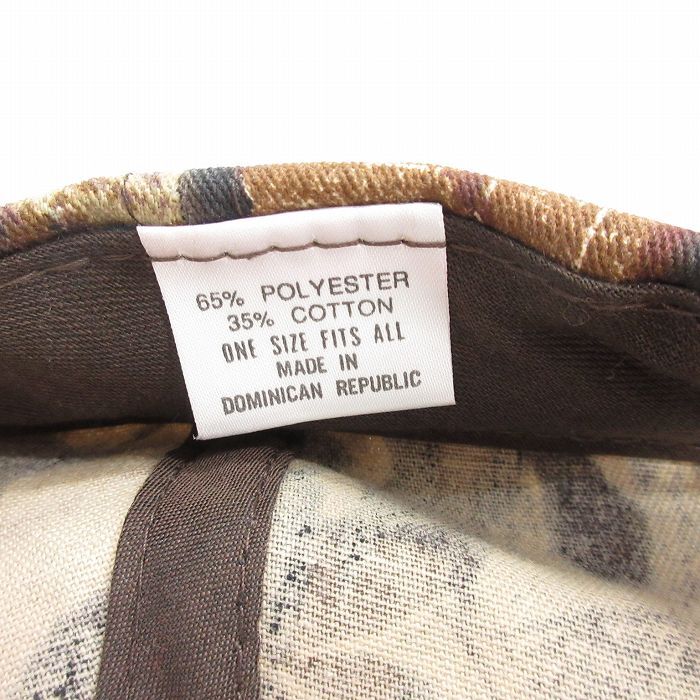 65% POLYESTER
35% COTTON
ONE SIZE FITS ALL
MADE IN
DOMINICAN REPUBLIC